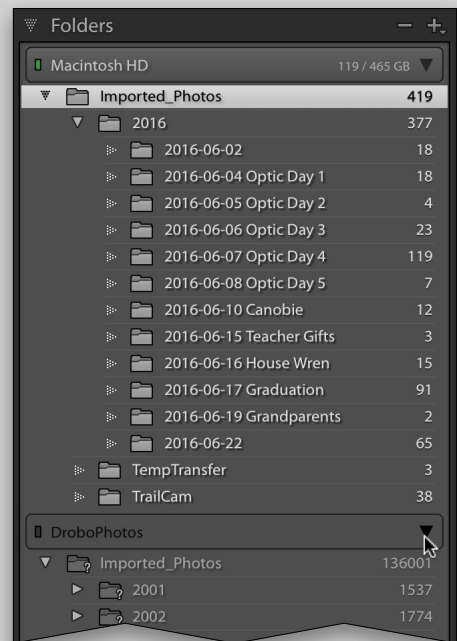 Folders
Macintosh HD 119 / 465 GB
Imported_Photos 419
2016 377
2016-06-02 18
2016-06-04 Optic Day 1 18
2016-06-05 Optic Day 2 4
2016-06-06 Optic Day 3 23
2016-06-07 Optic Day 4 119
2016-06-08 Optic Day 5 7
2016-06-10 Canobie 12
2016-06-15 Teacher Gifts 3
2016-06-16 House Wren 15
2016-06-17 Graduation 91
2016-06-19 Grandparents 2
2016-06-22 65
TempTransfer 3
TrailCam 38
DroboPhotos
Imported_Photos 136001
2001 1537
2002 1774